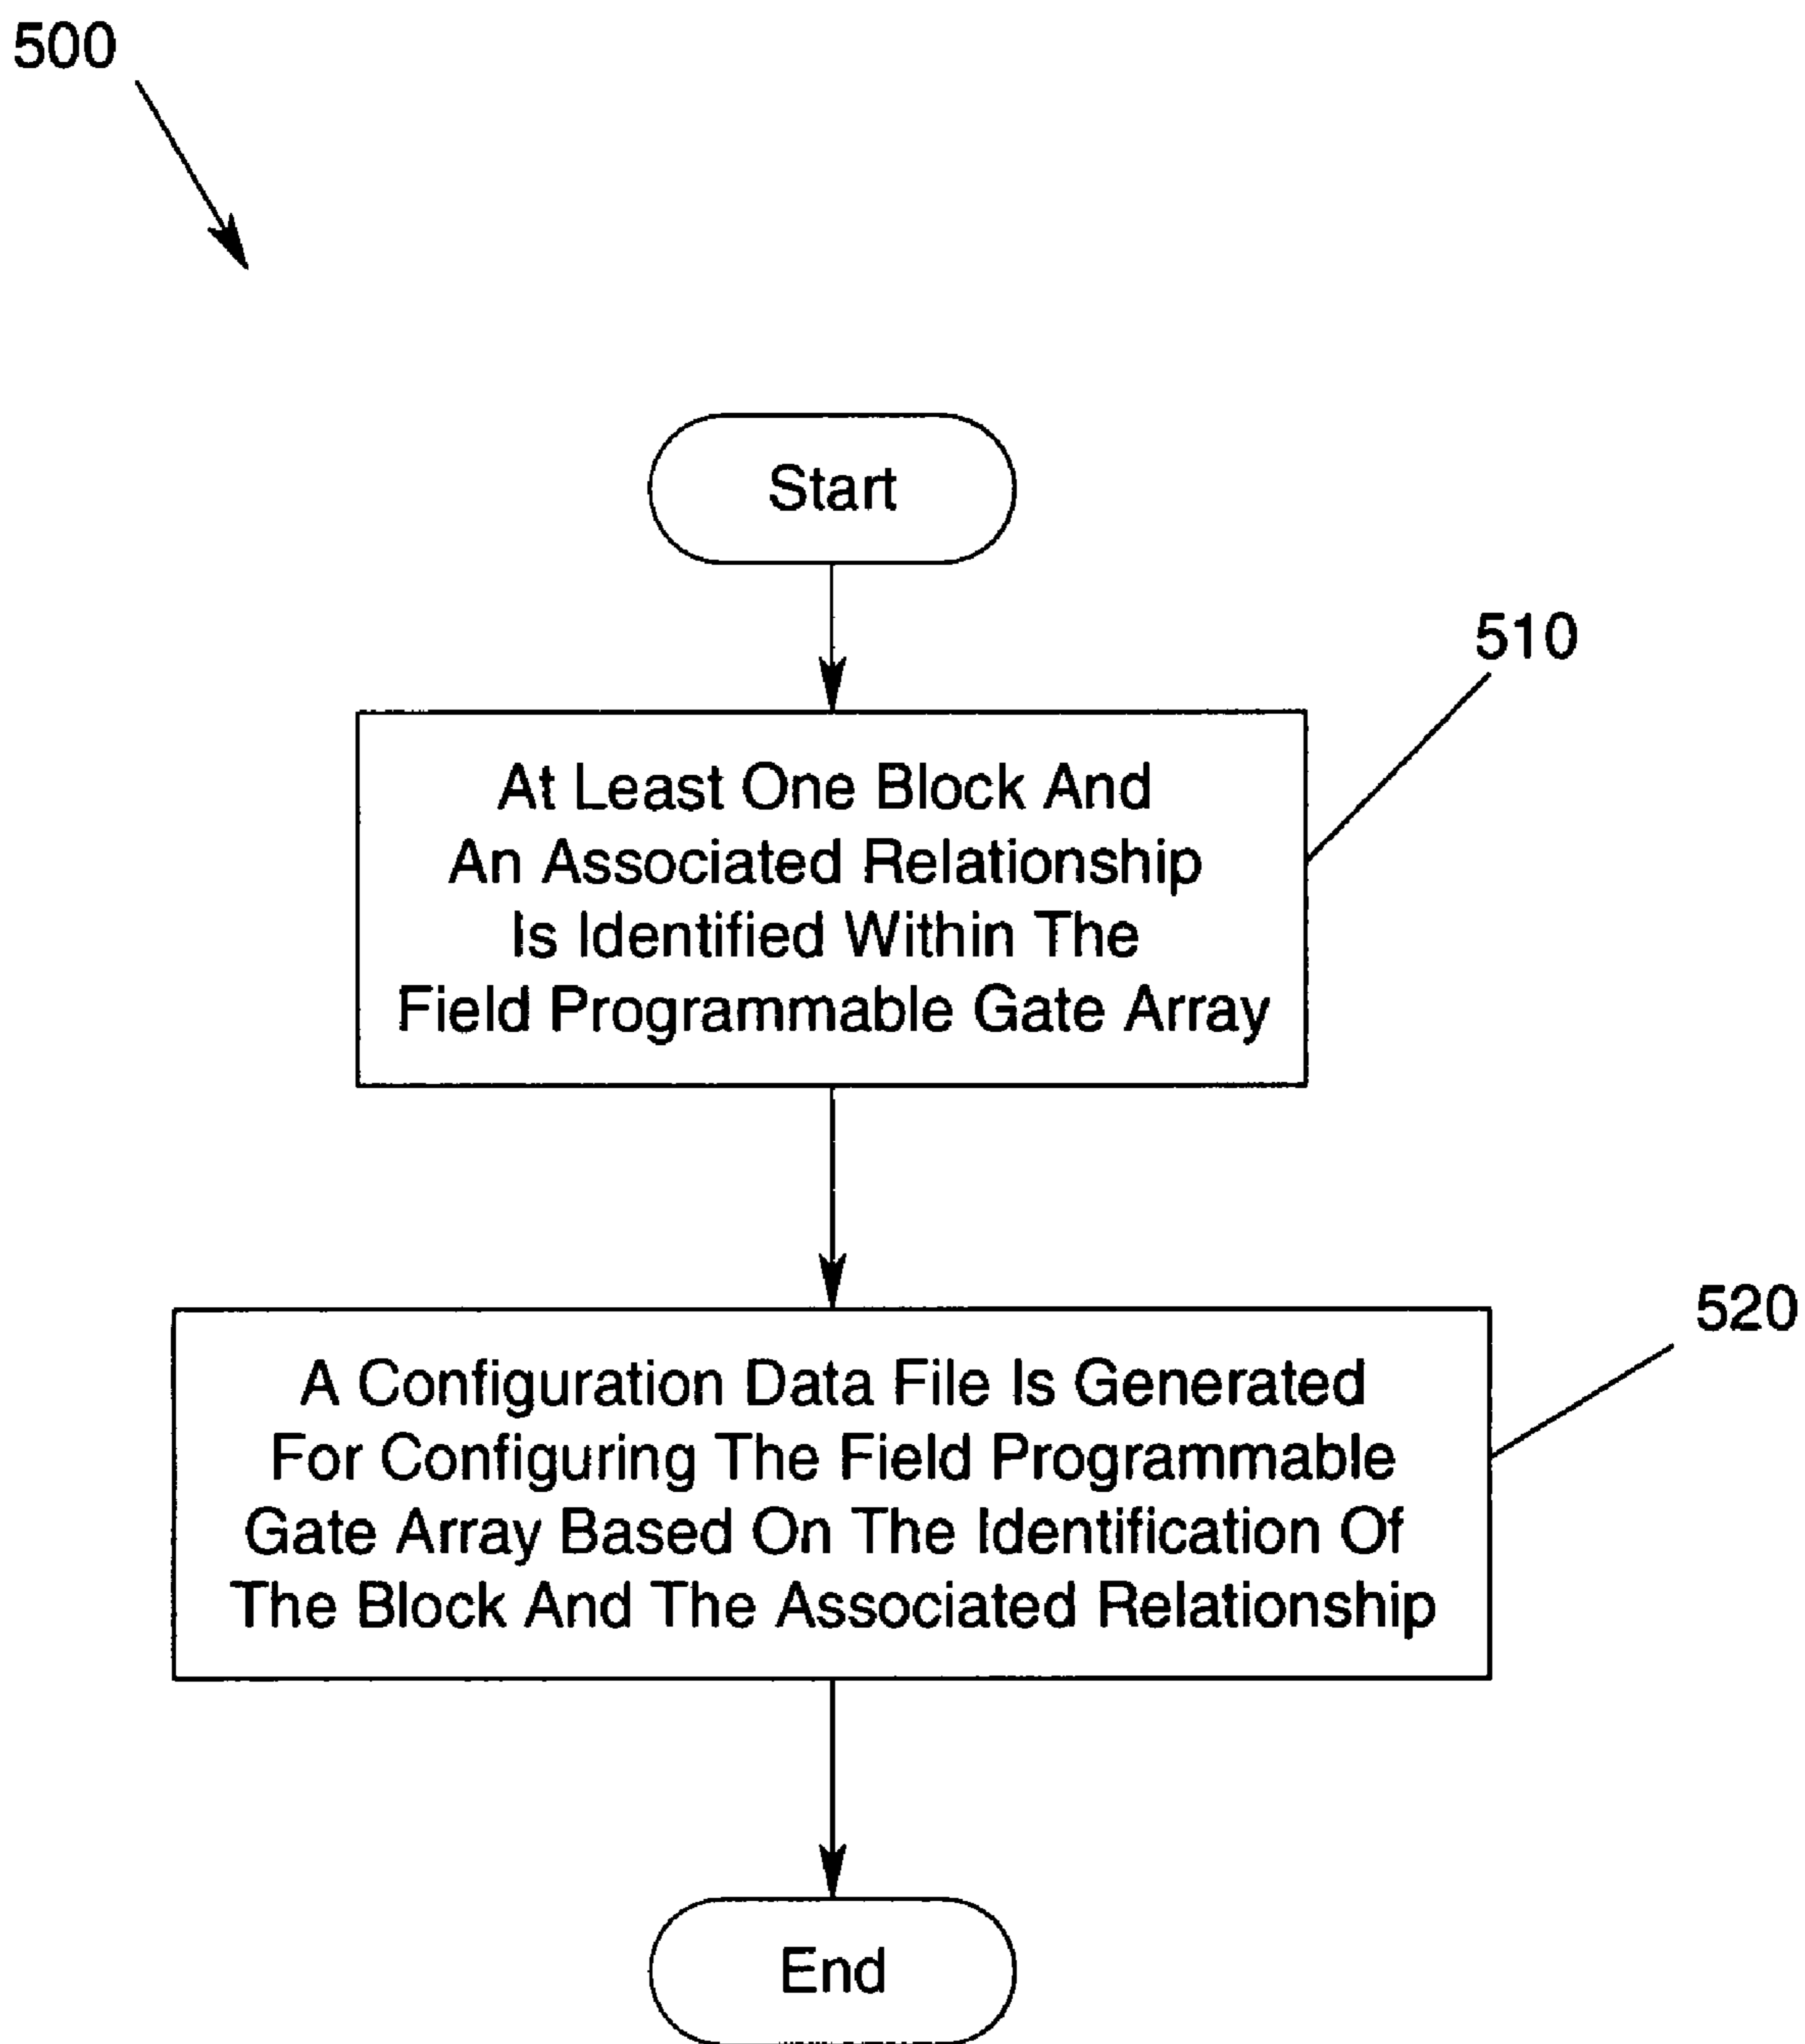 500
Start
510
At Least One Block And
An Associated Relationship
Is Identified Within The
Field Programmable Gate Array
520
A Configuration Data File Is Generated
For Configuring The Field Programmable
Gate Array Based On The Identification Of
The Block And The Associated Relationship
End